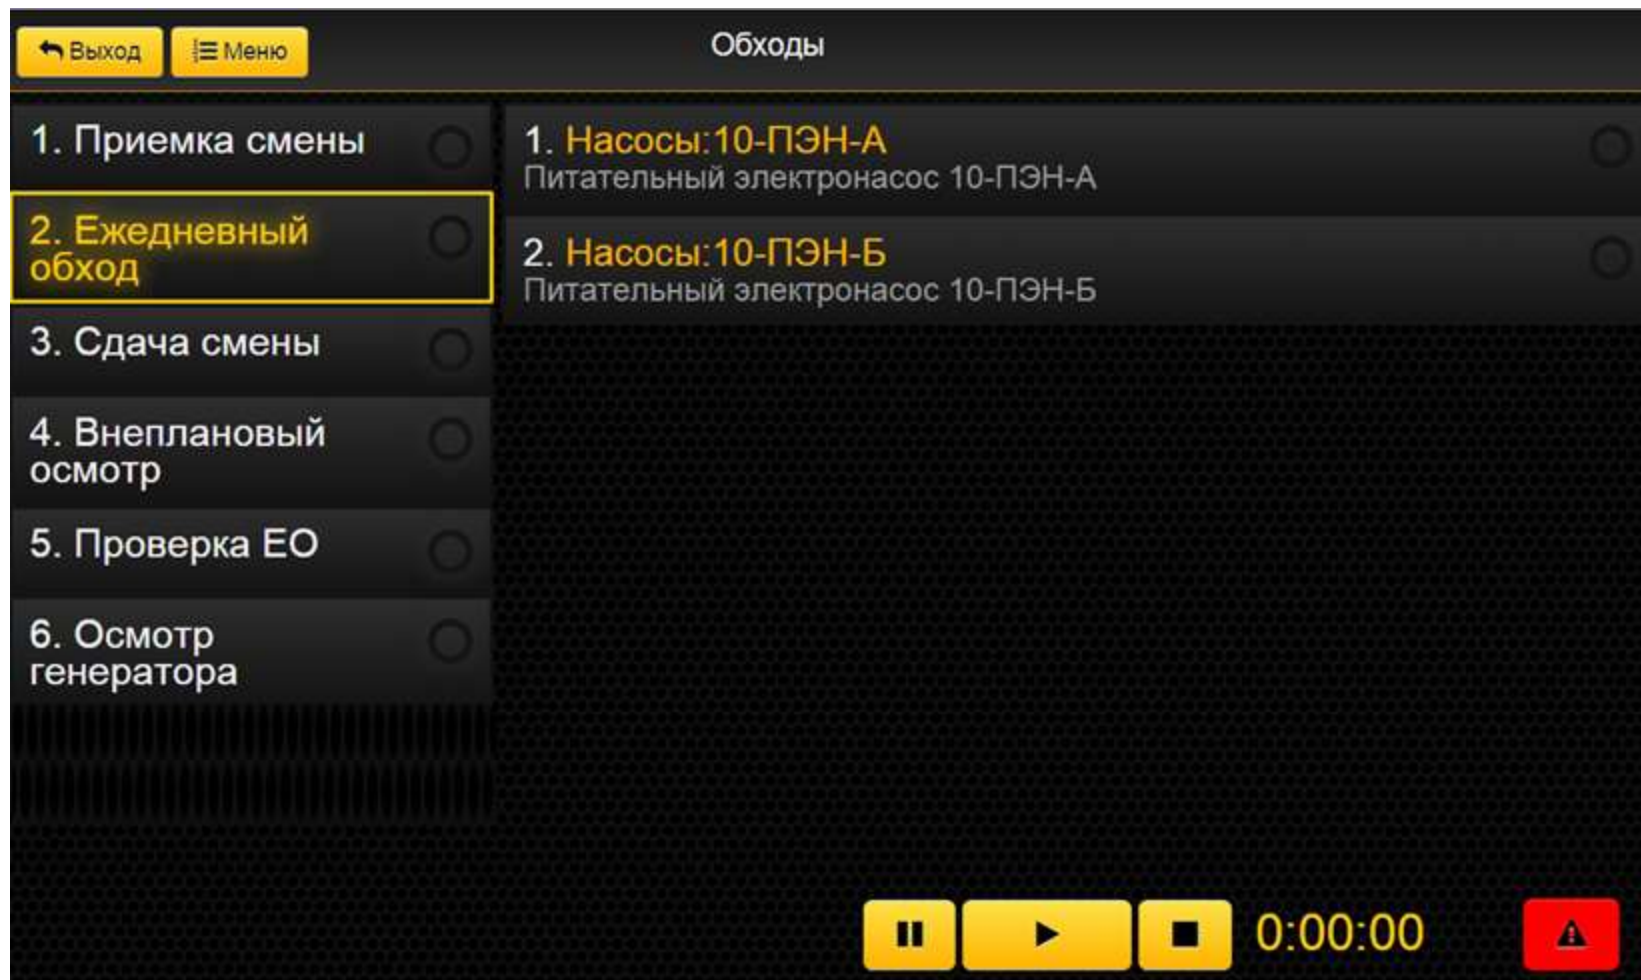 Выход
Меню
Обходы
1. Приемка смены
2. Ежедневный
обход
3. Сдача смены
4. Внеплановый
осмотр
5. Проверка ЕО
6. Осмотр
генератора
1. Насосы:10-ПЭН-А
Питательный электронасос 10-ПЭН-А
2. Насосы:10-ПЭН-Б
Питательный электронасос 10-ПЭН-Б
0:00:00